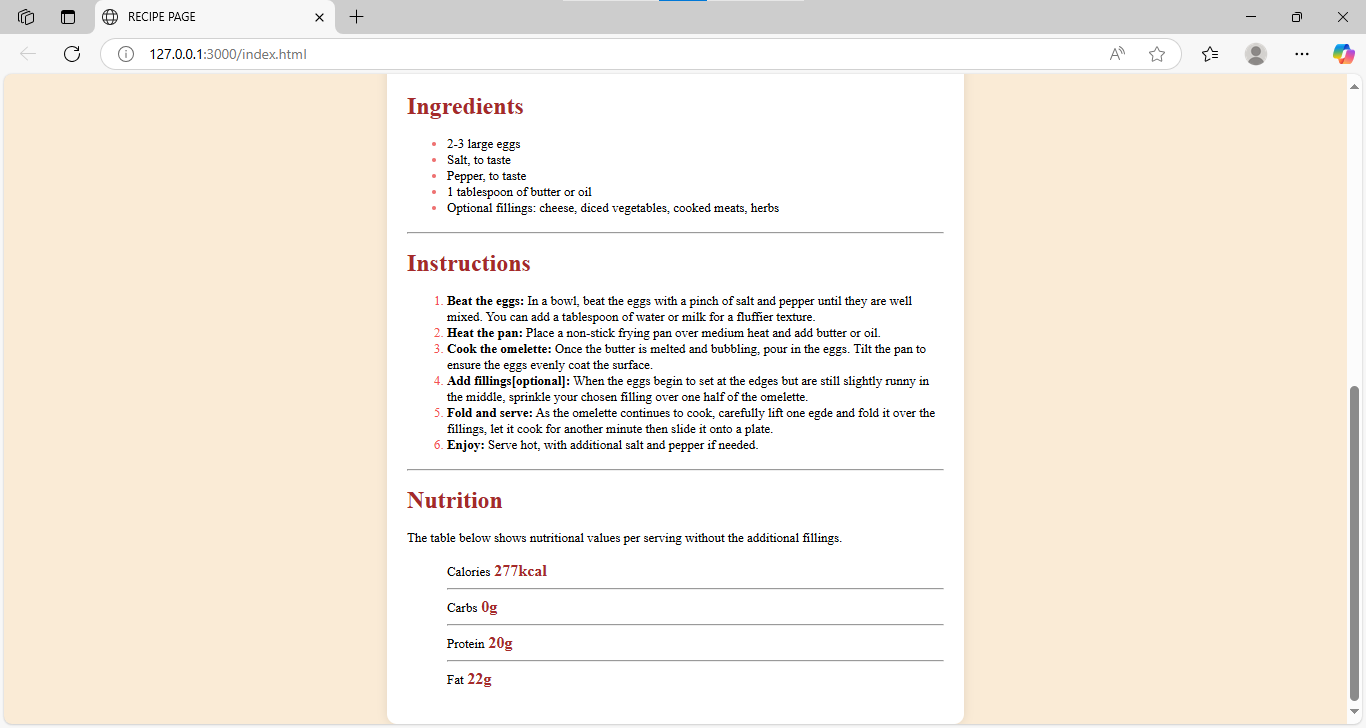 RECIPE PAGE
127.0.0.1:3000/index.html
Ingredients
2-3 large eggs
Salt, to taste
Pepper, to taste
1 tablespoon of butter or oil
Optional fillings: cheese, diced vegetables, cooked meats, herbs
Instructions
1. Beat the eggs: In a bowl, beat the eggs with a pinch of salt and pepper until they are well
mixed. You can add a tablespoon of water or milk for a fluffier texture.
2. Heat the pan: Place a non-stick frying pan over medium heat and add butter or oil.
3. Cook the omelette: Once the butter is melted and bubbling, pour in the eggs. Tilt the pan to
ensure the eggs evenly coat the surface.
4. Add fillings[optional]: When the eggs begin to set at the edges but are still slightly runny in
the middle, sprinkle your chosen filling over one half of the omelette.
5. Fold and serve: As the omelette continues to cook, carefully lift one egde and fold it over the
fillings, let it cook for another minute then slide it onto a plate.
6. Enjoy: Serve hot, with additional salt and pepper if needed.
Nutrition
The table below shows nutritional values per serving without the additional fillings.
Calories 277kcal
Carbs 0g
Protein 20g
Fat 22g